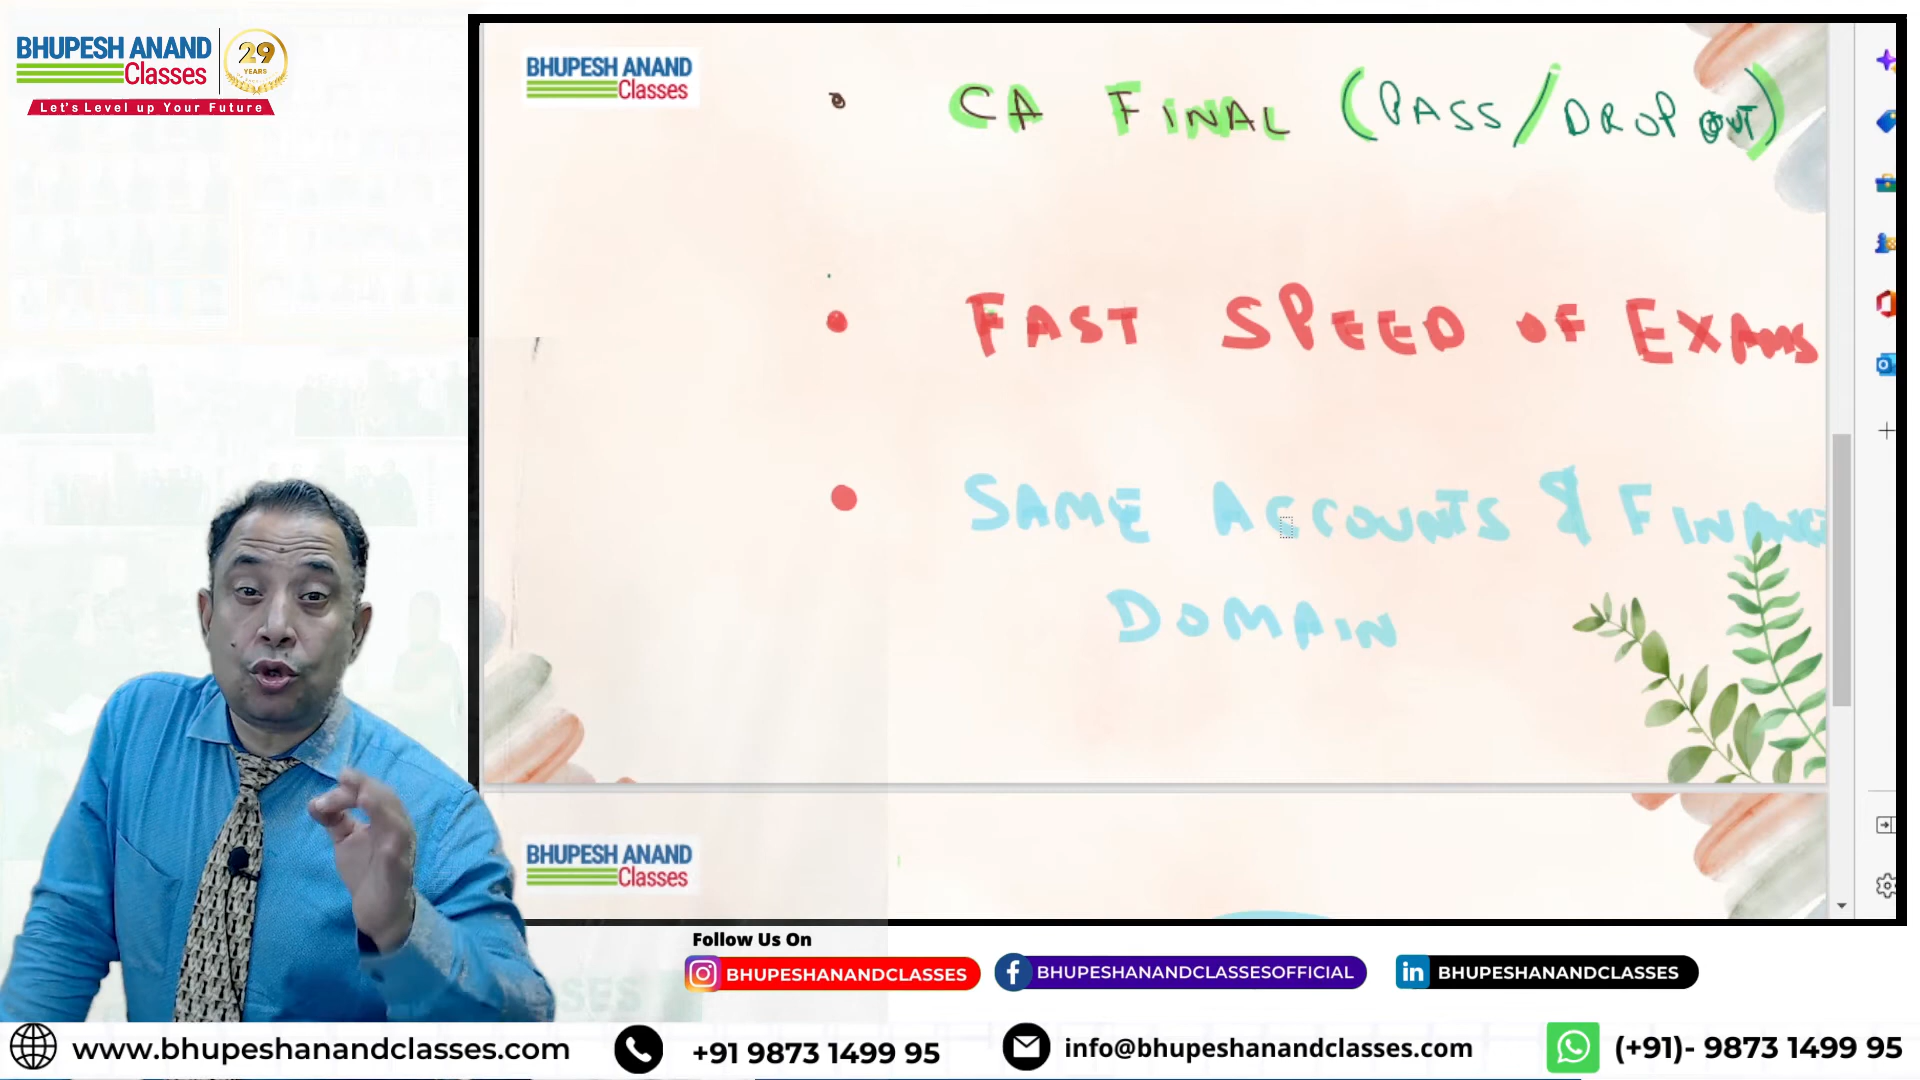 BHUPESH ANAND
Classes
29
YEARS
Let's Level up Your Future
BHUPESH ANAND
Classes
• CA FINAL (PASS/DROP OUT)
• FAST SPEED OF EXAMS
• SAME ACCOUNTS & FINANC
DOMAIN
BHUPESH ANAND
Classes
Follow Us On
BHUPESHANANDCLASSES
BHUPESHANANDCLASSESOFFICIAL
in BHUPESHANANDCLASSES
www.bhupeshanandclasses.com
+91 9873 1499 95
info@bhupeshanandclasses.com
(+91)- 9873 1499 95